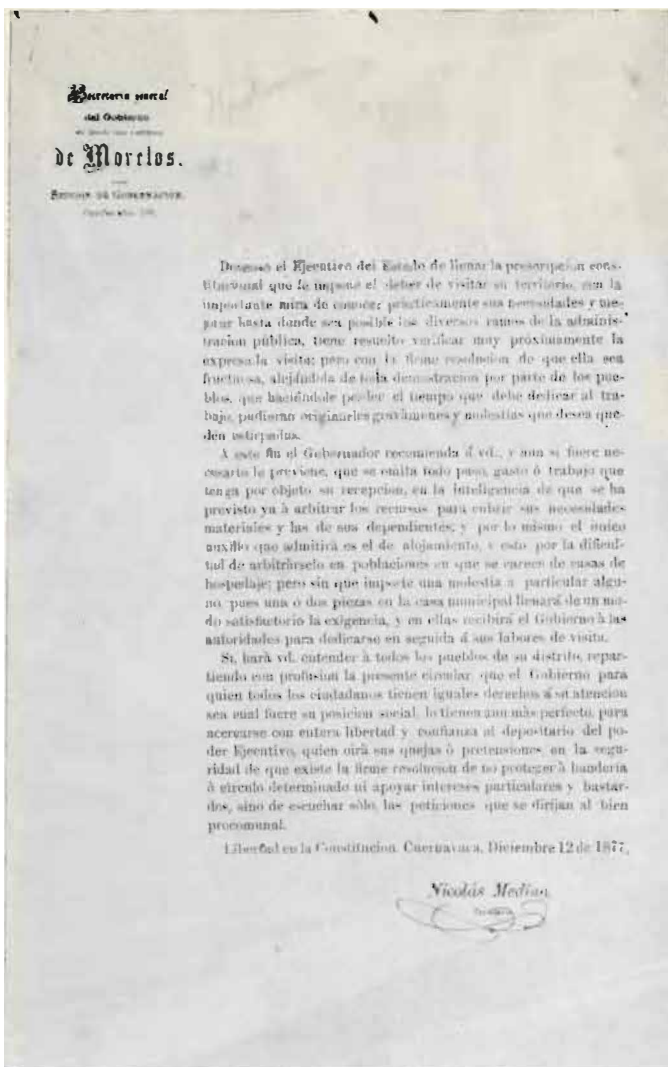 Secretaria general
del Gobierno
de Morelos.
SECCION DE GOBERNACION.
Deseoso el Ejecutivo del Estado de llenar la prescripcion cons-
titucional que le impone el deber de visitar su territorio, con la
importante mira de conocer prácticamente sus necesidades y me-
jorar hasta donde sea posible los diversos ramos de la adminis-
tracion pública, tiene resuelto verificar muy próximamente la
expresada visita; pero con la firme resolucion de que ella sea
fructuosa, alejándola de toda demostracion por parte de los pue-
blos, que haciéndole perder el tiempo que debe dedicar al tra-
bajo, pudieran originarles gravámenes y molestias que desea que-
den estirpadas.
A este fin el Gobernador recomienda á vd., y aun si fuere ne-
cesario le previene, que se omita todo paso, gasto ó trabajo que
tenga por objeto su recepcion, en la inteligencia de que se ha
previsto ya á arbitrar los recursos para cubrir sus necesidades
materiales y las de sus dependientes, y por lo mismo el único
auxilio que admitirá es el de alojamiento, y esto por la dificul-
tad de arbitrárselo en poblaciones en que se carece de casas de
hospedaje; pero sin que importe una molestia á particular algu-
no, pues una ó dos piezas en la casa municipal llenará de un mo-
do satisfactorio la exigencia, y en ellas recibirá el Gobierno à las
autoridades para dedicarse en seguida á sus labores de visita.
Sí, hará vd. entender à todos los pueblos de su distrito, repar-
tiendo con profusion la presente circular que el Gobierno para
quien todos los ciudadanos tienen iguales derechos á su atencion
sea cual fuere su posicion social, lo tienen aun más perfecto, para
acercarse con entera libertad y confianza al depositario del po-
der Ejecutivo, quien oirá sus quejas ò pretensiones en la segu-
ridad de que existe la firme resolucion de no proteger à bandería
ò círculo determinado ni apoyar intereses particulares y bastar-
dos, sino de escuchar sólo, las peticiones que se dirijan al bien
procomunal.
Libertad en la Constitucion. Cuernavaca, Diciembre 12 de 1877.
Nicolás Medina